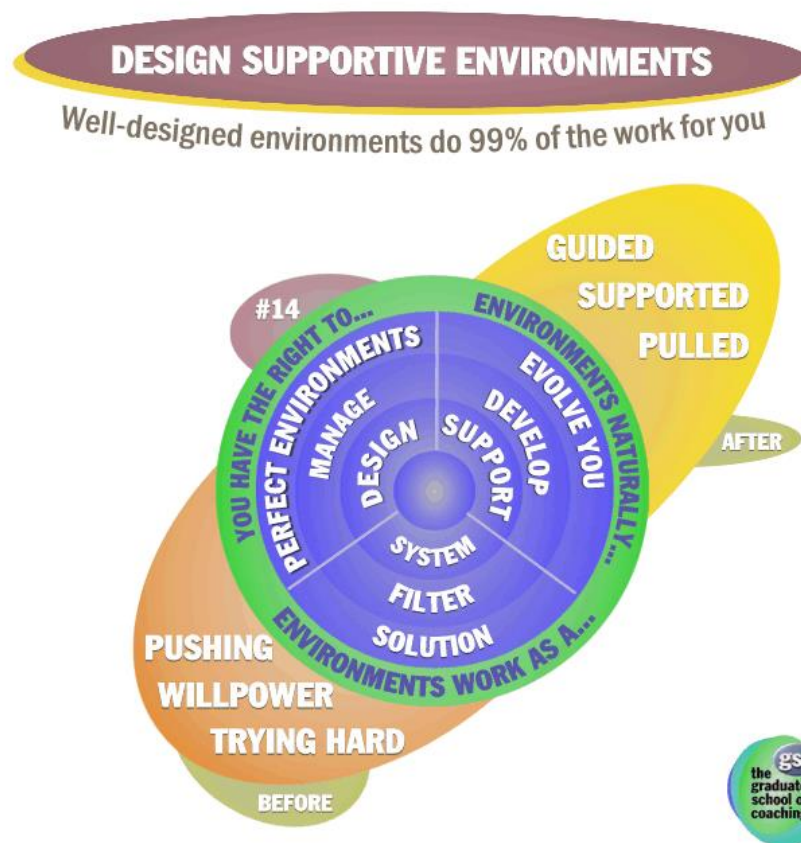 DESIGN SUPPORTIVE ENVIRONMENTS
Well-designed environments do 99% of the work for you
GUIDED
SUPPORTED
PULLED
AFTER
#14
YOU HAVE THE RIGHT TO...
PERFECT ENVIRONMENTS
MANAGE
DESIGN
ENVIRONMENTS NATURALLY...
EVOLVE YOU
DEVELOP
SUPPORT
SYSTEM
FILTER
SOLUTION
ENVIRONMENTS WORK AS A...
PUSHING
WILLPOWER
TRYING HARD
BEFORE
gs
the
graduate
school o
coaching